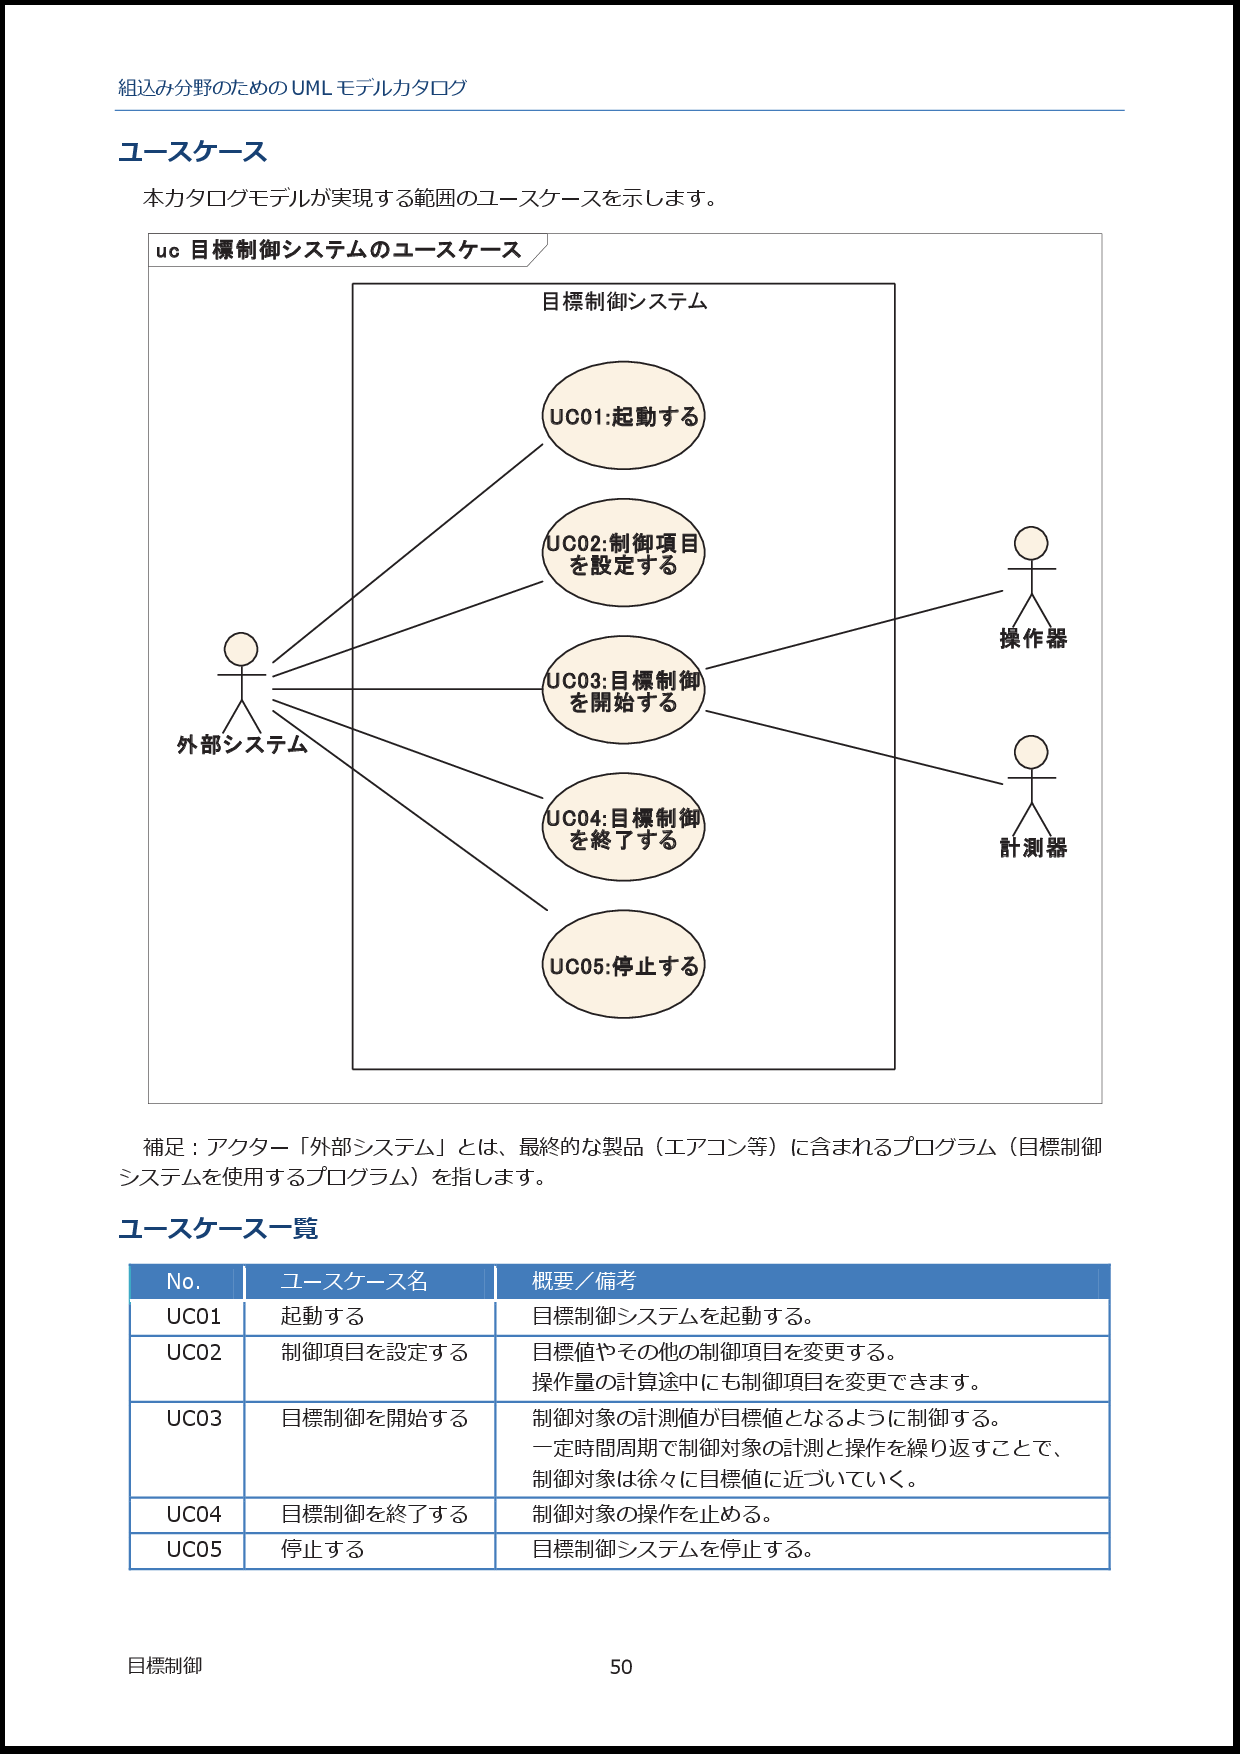 組込み分野のための UML モデルカタログ
ユースケース
本カタログモデルが実現する範囲のユースケースを示します。
uc 目標制御システムのユースケース
目標制御システム
UC01:起動する
UC02:制御項目
を設定する
操作器
UC03:目標制御
を開始する
外部システム
UC04:目標制御
を終了する
計測器
UC05:停止する
補足：アクター「外部システム」とは、最終的な製品（エアコン等）に含まれるプログラム（目標制御
システムを使用するプログラム）を指します。
ユースケース一覧
No. ユースケース名 概要／備考
UC01 起動する 目標制御システムを起動する。
UC02 制御項目を設定する 目標値やその他の制御項目を変更する。
操作量の計算途中にも制御項目を変更できます。
UC03 目標制御を開始する 制御対象の計測値が目標値となるように制御する。
一定時間周期で制御対象の計測と操作を繰り返すことで、
制御対象は徐々に目標値に近づいていく。
UC04 目標制御を終了する 制御対象の操作を止める。
UC05 停止する 目標制御システムを停止する。
目標制御 50